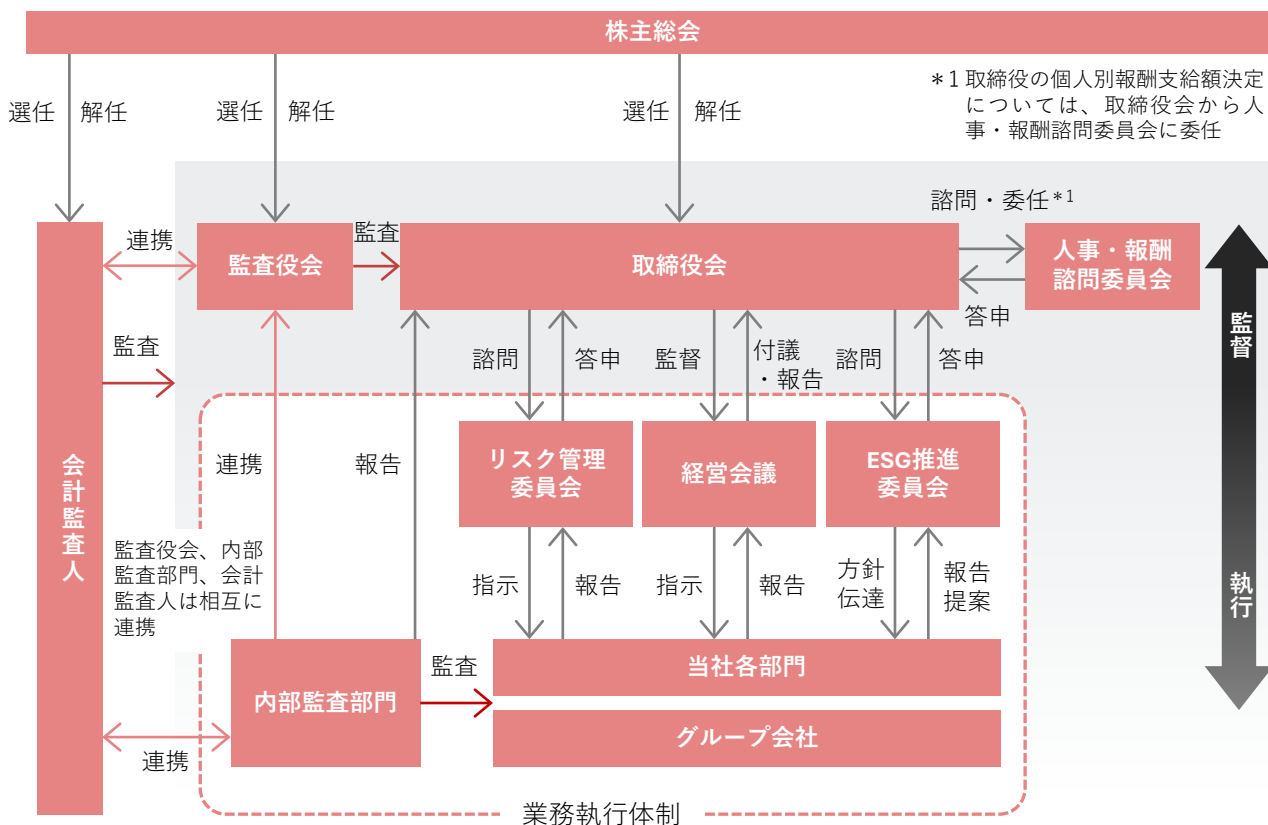 株主総会
選任
解任
選任
解任
選任
解任
*1 取締役の個人別報酬支給額決定
については、取締役会から人
事・報酬諮問委員会に委任
諮問・委任*1
連携
監査役会
監査
取締役会
人事・報酬
諮問委員会
答申
監査
諮問
答申
監督
付議
・報告
諮問
答申
監督
会計監査人
連携
報告
リスク管理
委員会
経営会議
ESG推進
委員会
監査役会、内部
監査部門、会計
監査人は相互に
連携
指示
報告
指示
報告
方針
伝達
報告
提案
執行
内部監査部門
監査
当社各部門
グループ会社
連携
業務執行体制